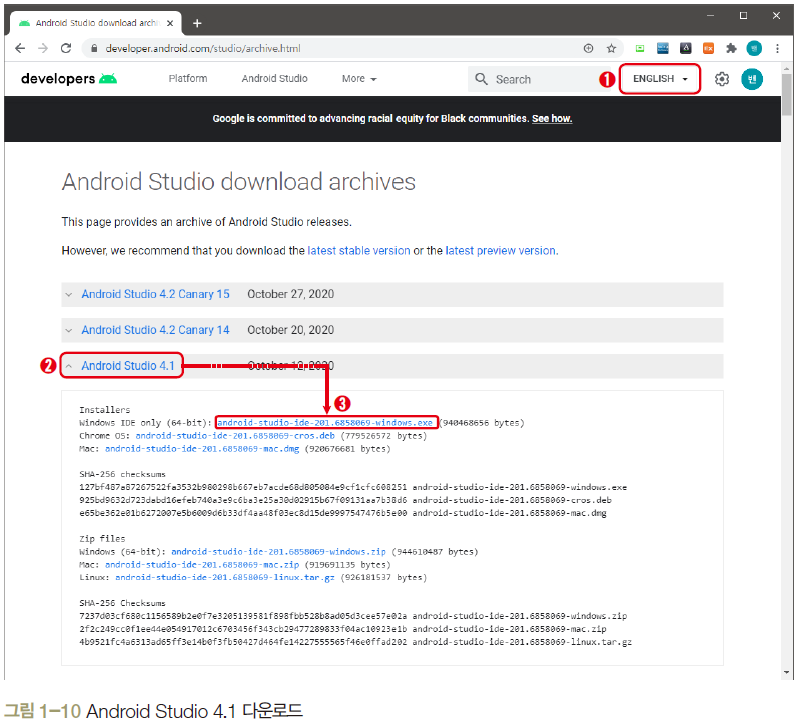 Android Studio download archi
developer.android.com/studio/archive.html
developers Platform Android Studio More Search ❶ ENGLISH 벤
Google is committed to advancing racial equity for Black communities. See how.
Android Studio download archives
This page provides an archive of Android Studio releases.
However, we recommend that you download the latest stable version or the latest preview version.
Android Studio 4.2 Canary 15 October 27, 2020
Android Studio 4.2 Canary 14 October 20, 2020
❷ Android Studio 4.1 October 12, 2020
❸
Installers
Windows IDE only (64-bit): android-studio-ide-201.6858069-windows.exe (940468656 bytes)
Chrome OS: android-studio-ide-201.6858069-cros.deb (779526572 bytes)
Mac: android-studio-ide-201.6858069-mac.dmg (920676681 bytes)
SHA-256 checksums
127bf487a87267522fa3532b980298b667eb7acde68d805084e9cf1cfc608251 android-studio-ide-201.6858069-windows.exe
925bd9632d723dabd16efeb740a3e9c6ba3e25a30d02915b67f09131aa7b38d6 android-studio-ide-201.6858069-cros.deb
e65be362e01b6272007e5b6009d6b33df4aa48f03ec8d15de9997547476b5e00 android-studio-ide-201.6858069-mac.dmg
Zip files
Windows (64-bit): android-studio-ide-201.6858069-windows.zip (944610487 bytes)
Mac: android-studio-ide-201.6858069-mac.zip (919691135 bytes)
Linux: android-studio-ide-201.6858069-linux.tar.gz (926181537 bytes)
SHA-256 Checksums
7237d03cf680c1156589b2e0f7e3205139581f898fbb528b8ad05d3cee57e02a android-studio-ide-201.6858069-windows.zip
2f2c249cc0f1ee44e054917012c6703456f343cb29477289833f04ac10923e1b android-studio-ide-201.6858069-mac.zip
4b9521fc4a6313ad65ff3e14b0f3fb50427d464fe14227555565f46e0ffad202 android-studio-ide-201.6858069-linux.tar.gz
그림 1-10 Android Studio 4.1 다운로드